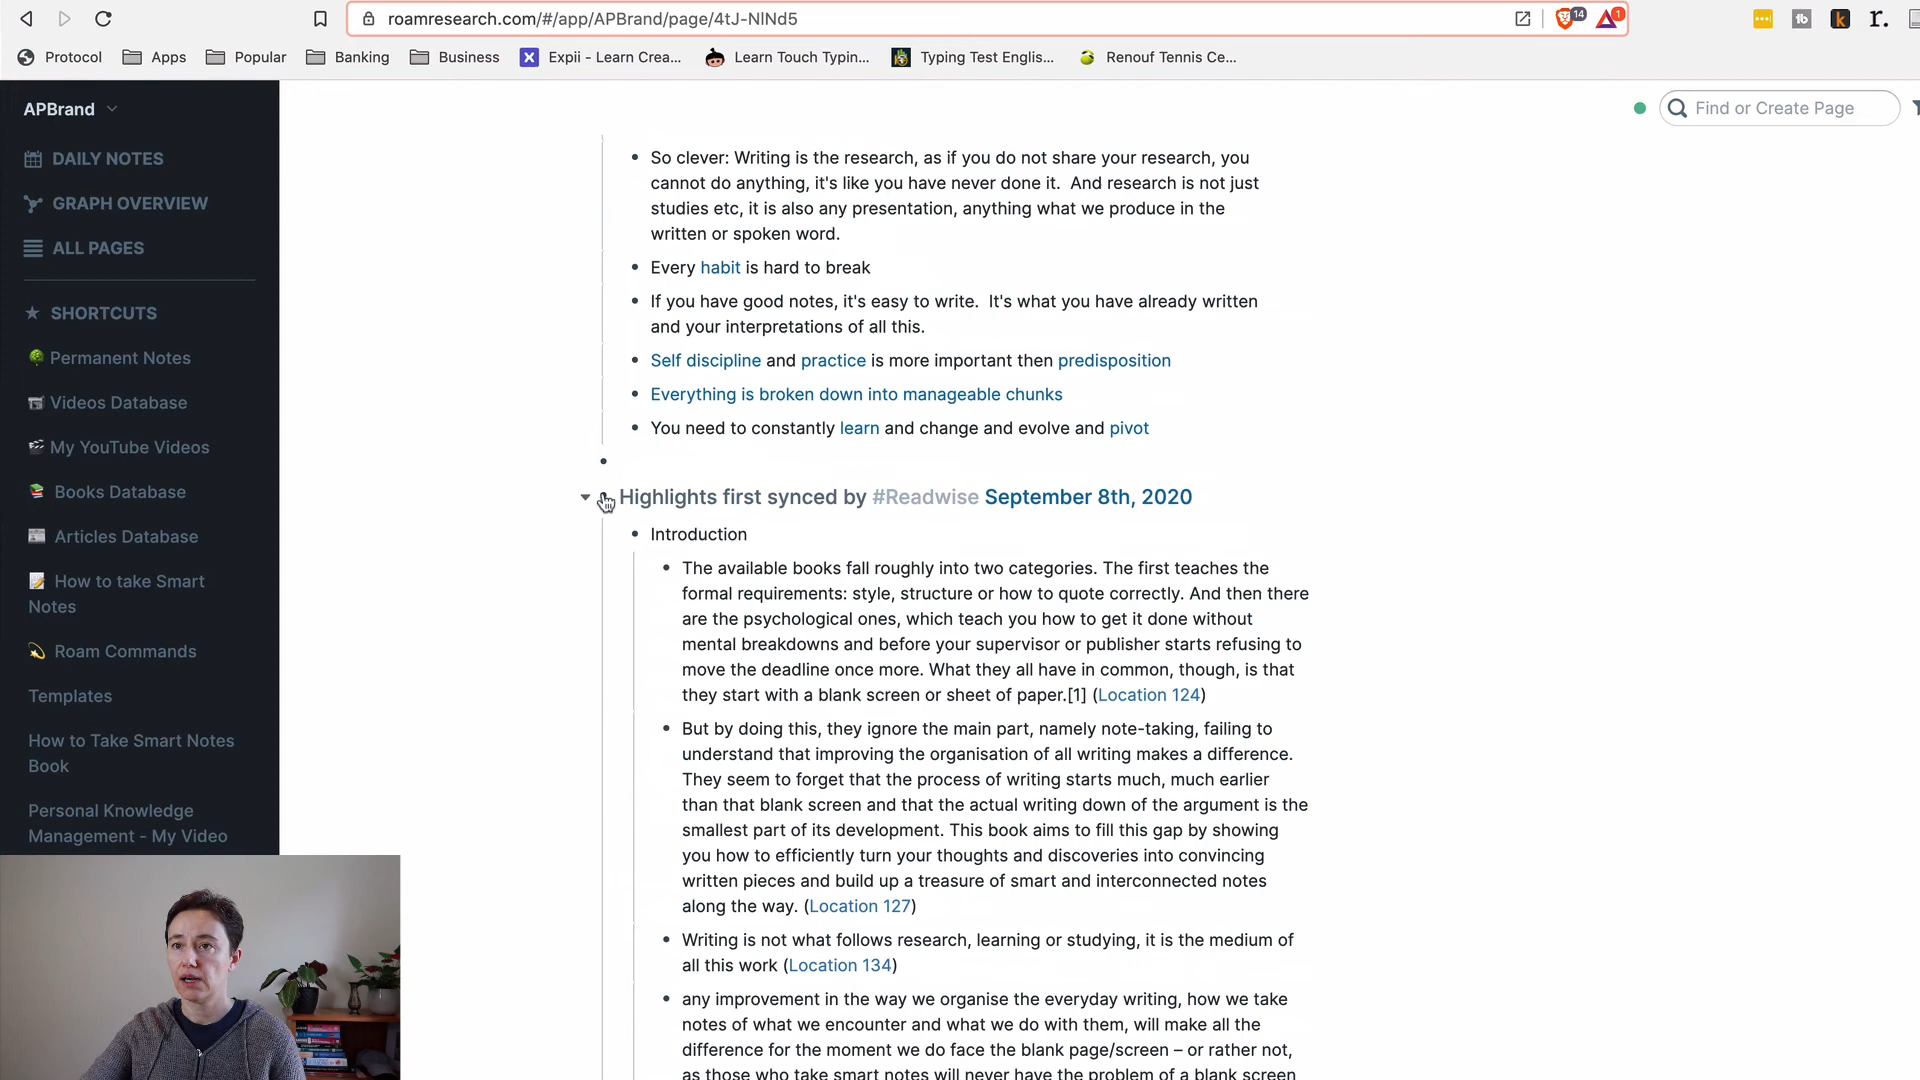 roamresearch.com/#/app/APBrand/page/4tJ-NlNd5
14
1
tb
k
r.
Protocol
Apps
Popular
Banking
Business
X
Expii - Learn Crea...
Learn Touch Typin...
Typing Test Englis...
Renouf Tennis Ce...
APBrand
Find or Create Page
DAILY NOTES
GRAPH OVERVIEW
ALL PAGES
SHORTCUTS
Permanent Notes
Videos Database
My YouTube Videos
Books Database
Articles Database
How to take Smart
Notes
Roam Commands
Templates
How to Take Smart Notes
Book
Personal Knowledge
Management - My Video
So clever: Writing is the research, as if you do not share your research, you
cannot do anything, it's like you have never done it.  And research is not just
studies etc, it is also any presentation, anything what we produce in the
written or spoken word.
Every habit is hard to break
If you have good notes, it's easy to write.  It's what you have already written
and your interpretations of all this.
Self discipline and practice is more important then predisposition
Everything is broken down into manageable chunks
You need to constantly learn and change and evolve and pivot
Highlights first synced by #Readwise September 8th, 2020
Introduction
The available books fall roughly into two categories. The first teaches the
formal requirements: style, structure or how to quote correctly. And then there
are the psychological ones, which teach you how to get it done without
mental breakdowns and before your supervisor or publisher starts refusing to
move the deadline once more. What they all have in common, though, is that
they start with a blank screen or sheet of paper.[1] (Location 124)
But by doing this, they ignore the main part, namely note-taking, failing to
understand that improving the organisation of all writing makes a difference.
They seem to forget that the process of writing starts much, much earlier
than that blank screen and that the actual writing down of the argument is the
smallest part of its development. This book aims to fill this gap by showing
you how to efficiently turn your thoughts and discoveries into convincing
written pieces and build up a treasure of smart and interconnected notes
along the way. (Location 127)
Writing is not what follows research, learning or studying, it is the medium of
all this work (Location 134)
any improvement in the way we organise the everyday writing, how we take
notes of what we encounter and what we do with them, will make all the
difference for the moment we do face the blank page/screen – or rather not,
as those who take smart notes will never have the problem of a blank screen